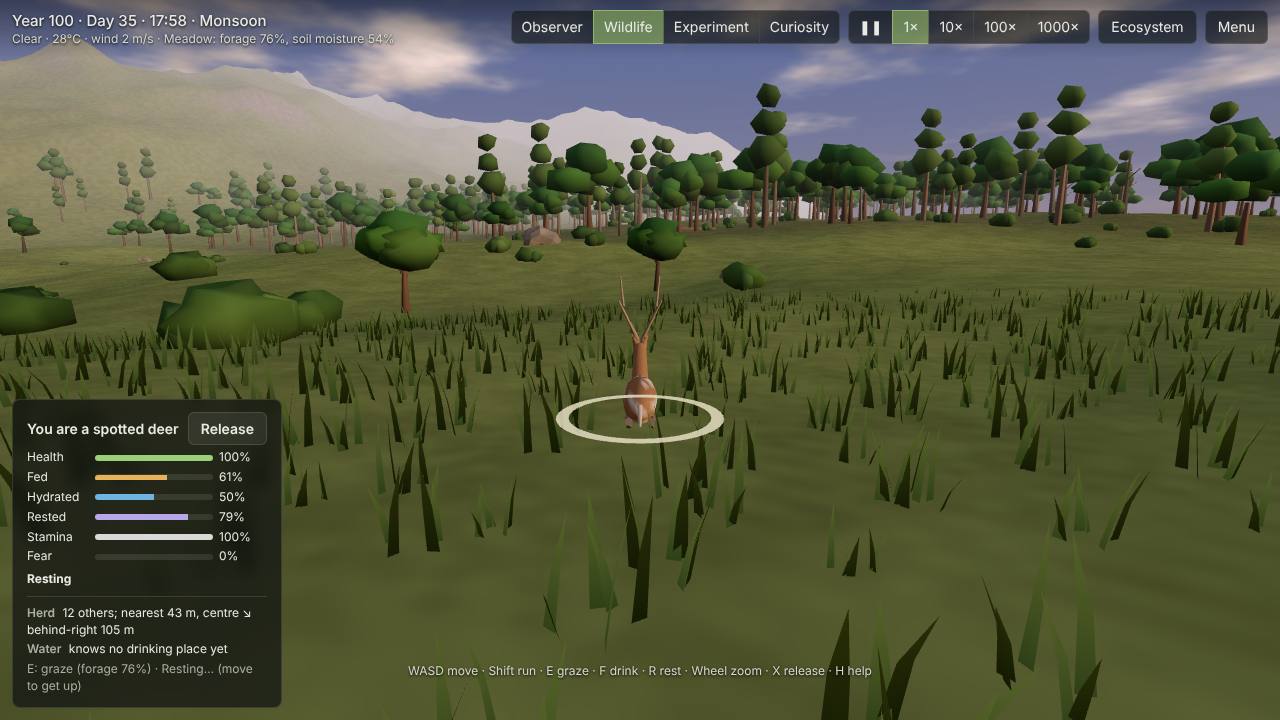 Year 100 · Day 35 · 17:58 · Monsoon
Clear · 28°C · wind 2 m/s · Meadow: forage 76%, soil moisture 54%
Observer Wildlife Experiment Curiosity ❚❚ 1× 10× 100× 1000× Ecosystem Menu
You are a spotted deer Release
Health 100%
Fed 61%
Hydrated 50%
Rested 79%
Stamina 100%
Fear 0%
Resting
Herd 12 others; nearest 43 m, centre ↘
behind-right 105 m
Water knows no drinking place yet
E: graze (forage 76%) · Resting... (move
to get up)
WASD move · Shift run · E graze · F drink · R rest · Wheel zoom · X release · H help